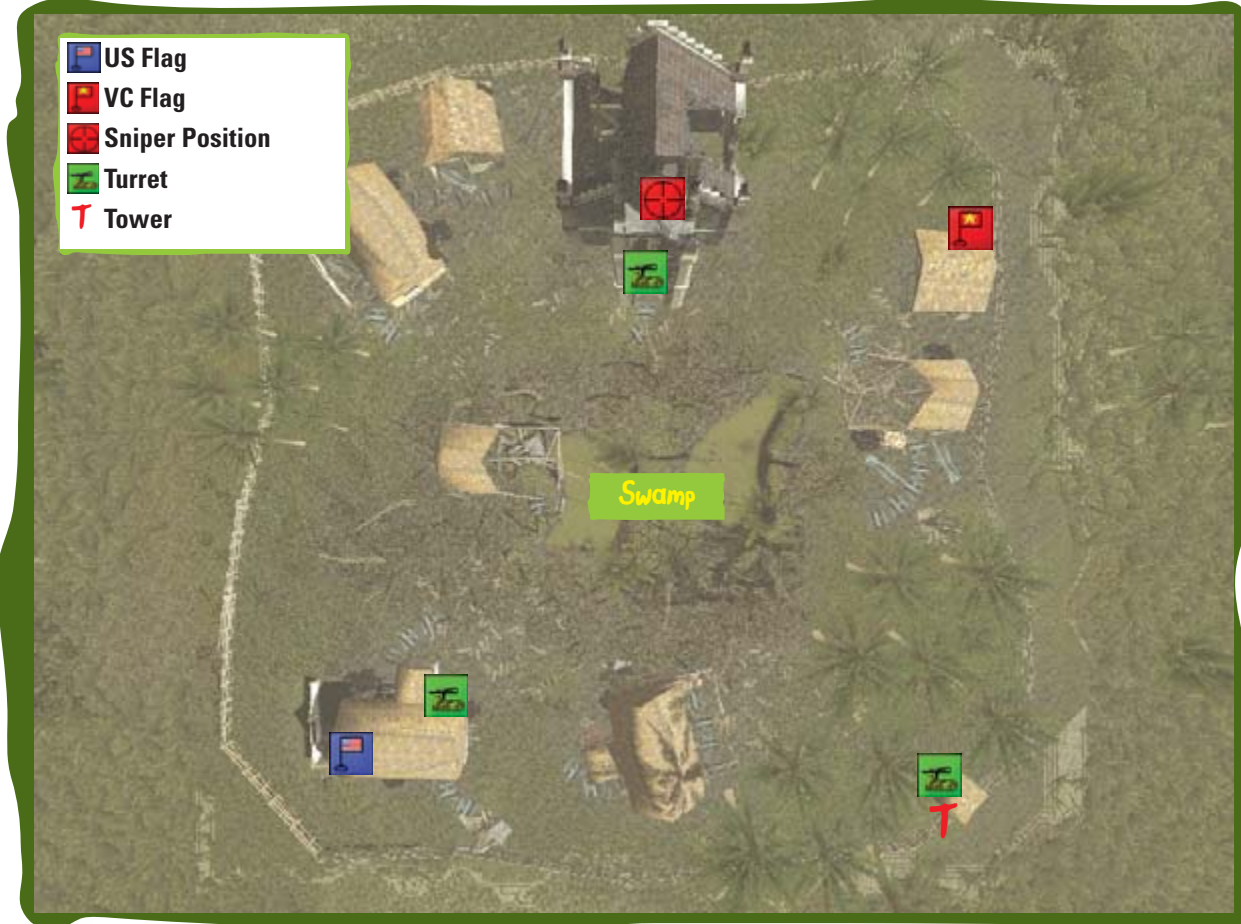 US Flag
VC Flag
Sniper Position
Turret
T Tower
Swamp
T